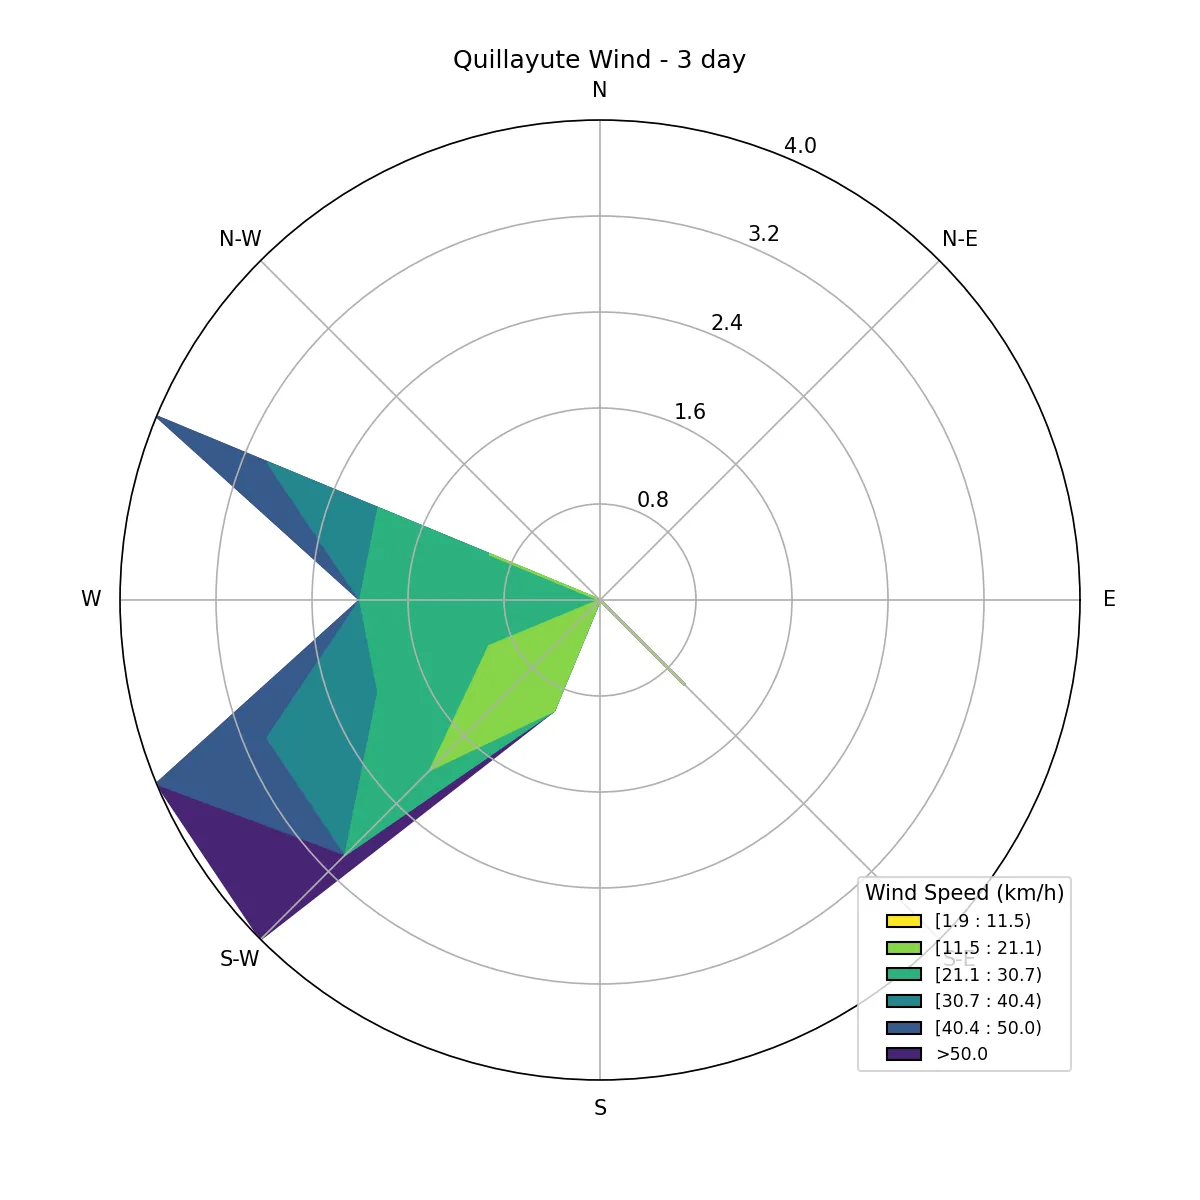 Quillayute Wind - 3 day
N
4.0
N-W
3.2
N-E
2.4
1.6
0.8
W
E
Wind Speed (km/h)
[1.9 : 11.5)
[11.5 : 21.1)
S-W
S-E
[21.1 : 30.7)
[30.7 : 40.4)
[40.4 : 50.0)
>50.0
S